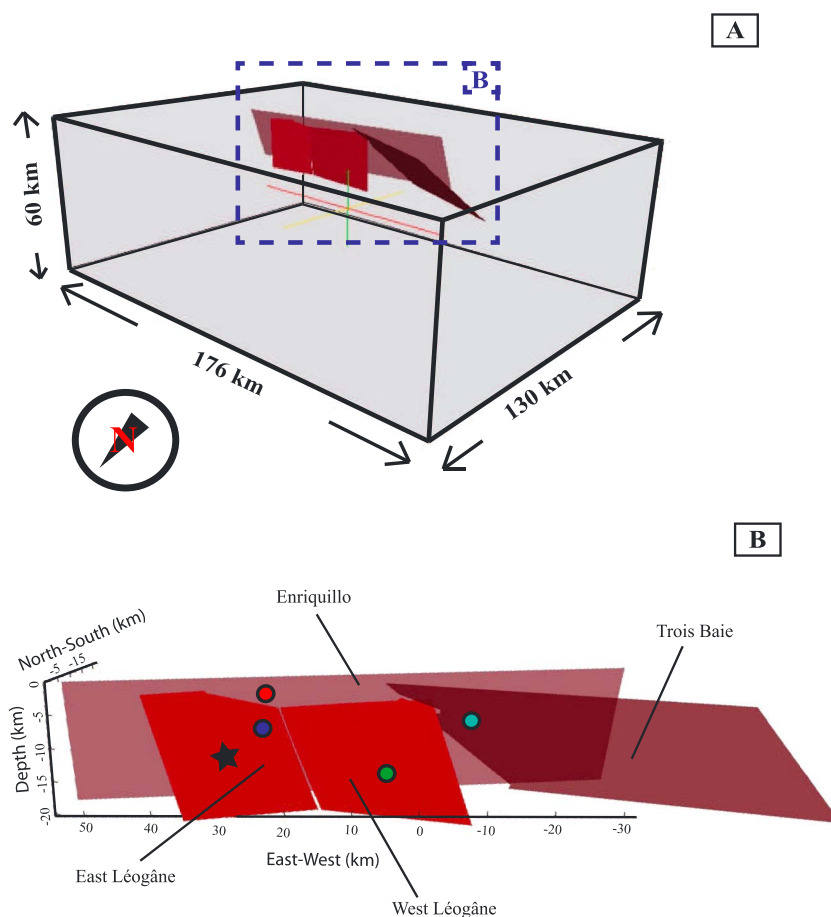 A
B
60 km
176 km
130 km
N
B
Enriquillo
Trois Baie
North-South (km)
-5 -15
0
-5
-10
-15
-20
Depth (km)
50 40 30 20 10 0 -10 -20 -30
East-West (km)
East Léogâne
West Léogâne